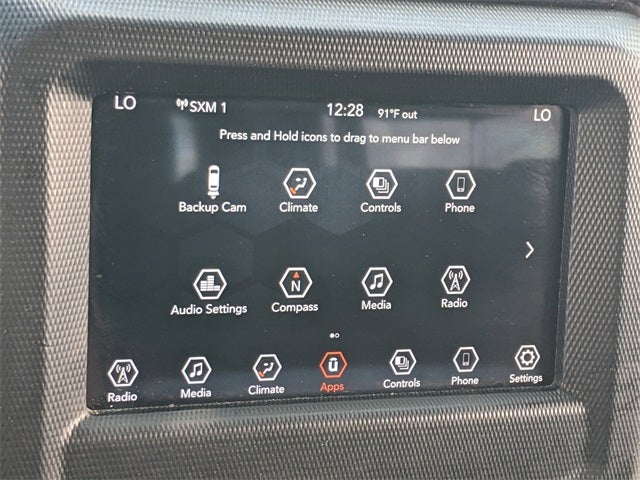 LO SXM 1 12:28 91°F out LO
Press and Hold icons to drag to menu bar below
Backup Cam Climate Controls Phone
N
Audio Settings Compass Media Radio
ū
Radio Media Climate Apps Controls Phone Settings